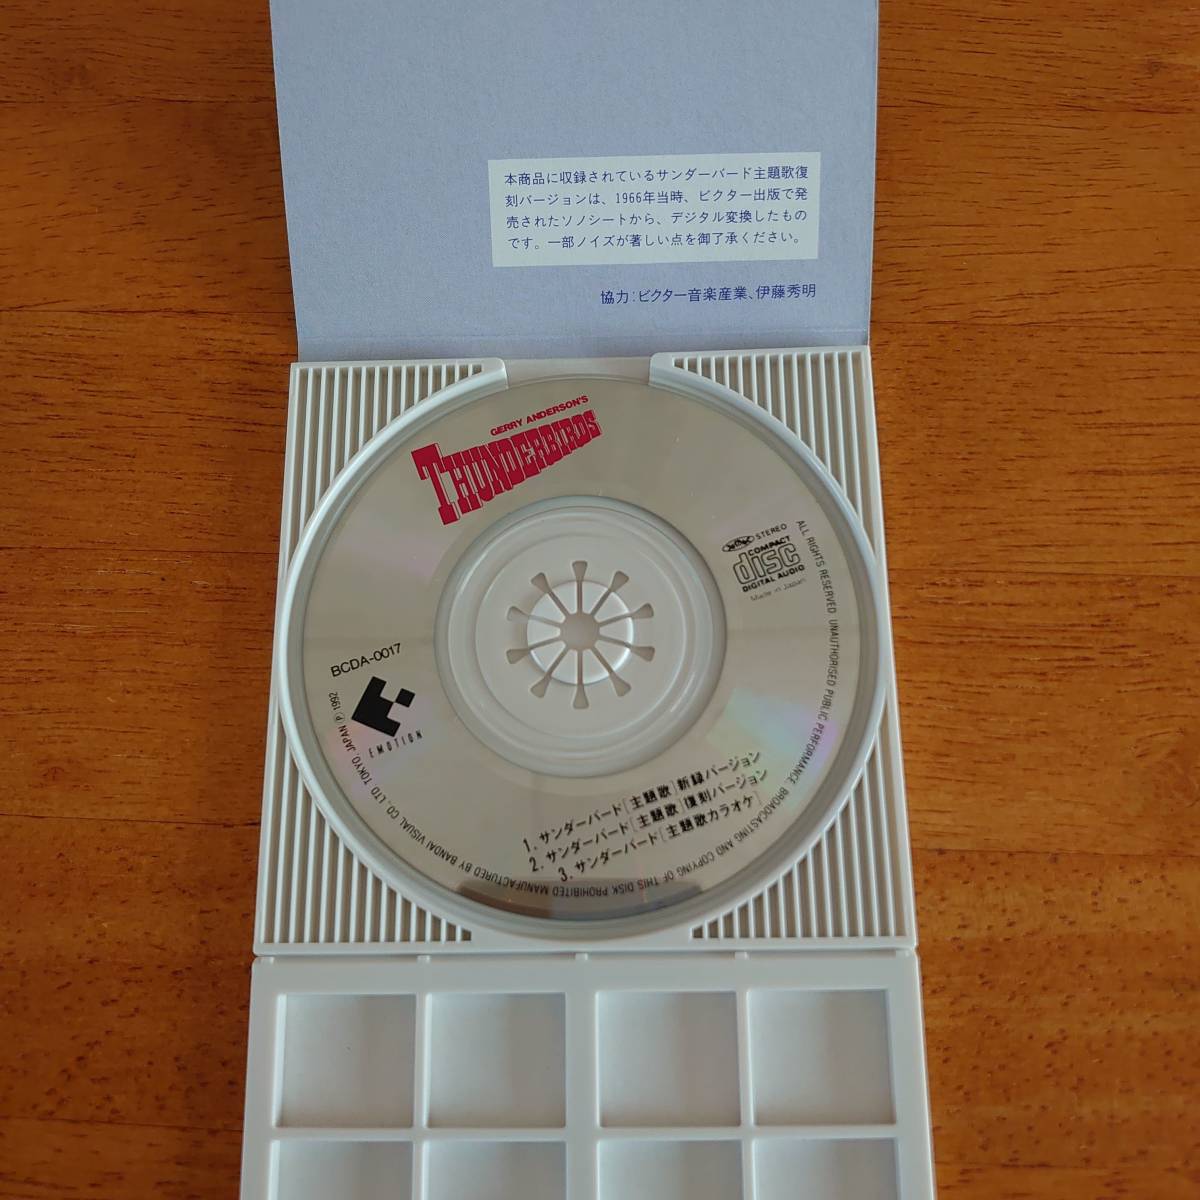 本商品に収録されているサンダーバード主題歌復
刻バージョンは、1966年当時、ビクター出版で発
売されたソノシートから、デジタル変換したもの
です。一部ノイズが著しい点を御了承ください。
協力：ビクター音楽産業、伊藤秀明
GERRY ANDERSON'S
THUNDERBIRDS
STEREO
COMPACT
disc
DIGITAL AUDIO
Made in Japan
BCDA-0017
EMOTION
1. サンダーバード[主題歌]新録バージョン
2. サンダーバード[主題歌]復刻バージョン
3. サンダーバード[主題歌カラオケ]
ALL RIGHTS RESERVED. UNAUTHORISED PUBLIC PERFORMANCE, BROADCASTING AND COPYING OF THIS DISK PROHIBITED MANUFACTURED BY BANDAI VISUAL CO., LTD. TOKYO, JAPAN Ⓟ 1992